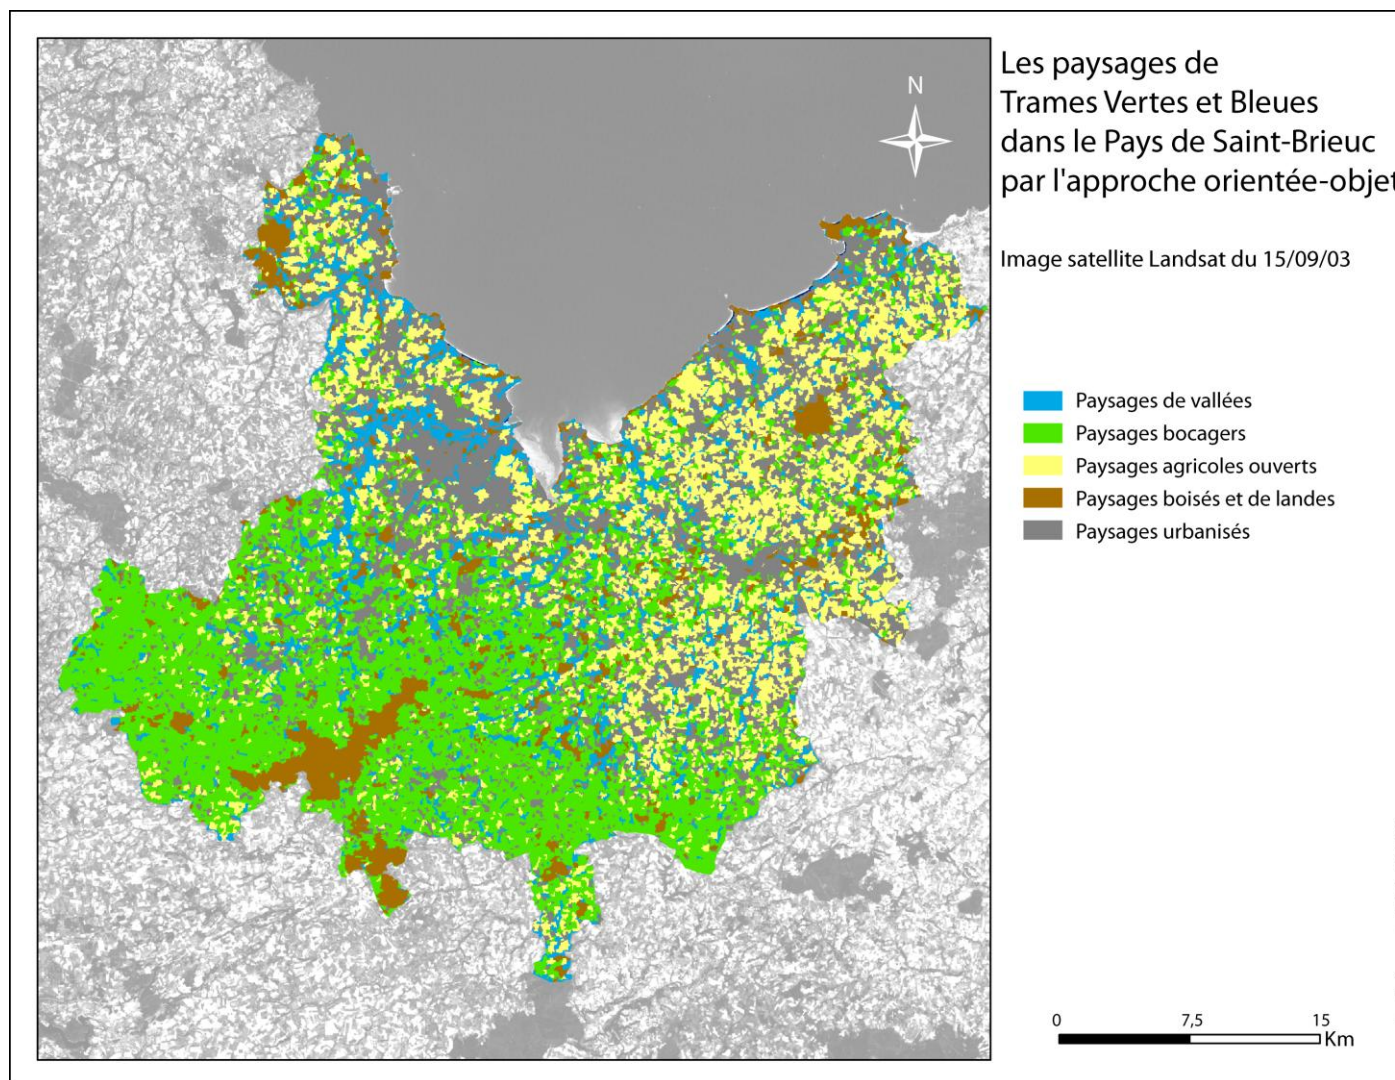 N
Les paysages de
Trames Vertes et Bleues
dans le Pays de Saint-Brieuc
par l'approche orientée-objet
Image satellite Landsat du 15/09/03
Paysages de vallées
Paysages bocagers
Paysages agricoles ouverts
Paysages boisés et de landes
Paysages urbanisés
0 7,5 15
Km